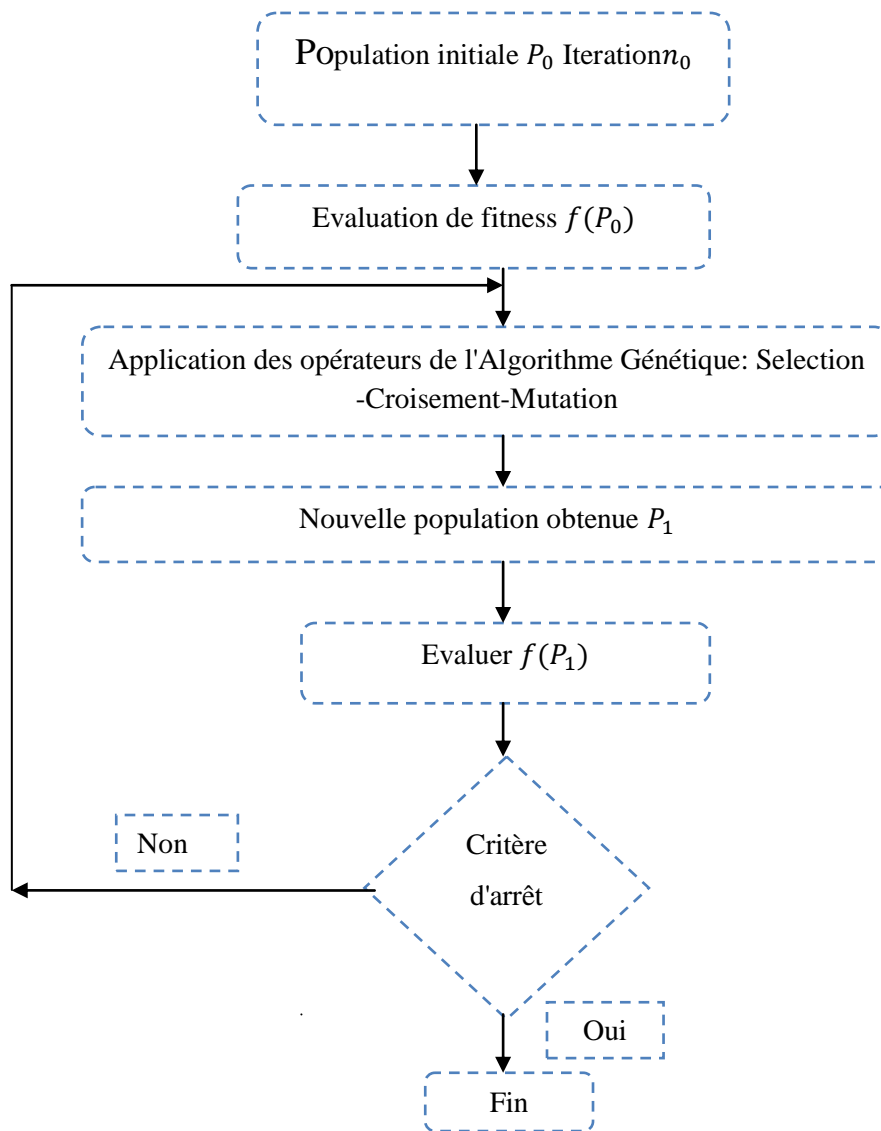 Population initiale P₀ Iterationn₀
Evaluation de fitness f(P₀)
Application des opérateurs de l'Algorithme Génétique: Selection
-Croisement-Mutation
Nouvelle population obtenue P₁
Evaluer f(P₁)
Critère
d'arrêt
Non
Oui
Fin